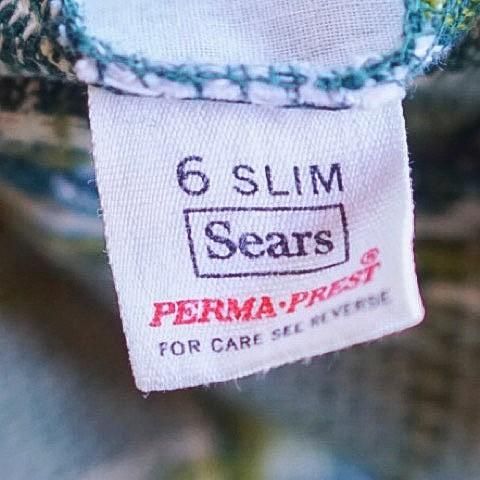 6 SLIM
Sears
PERMA·PREST®
FOR CARE SEE REVERSE